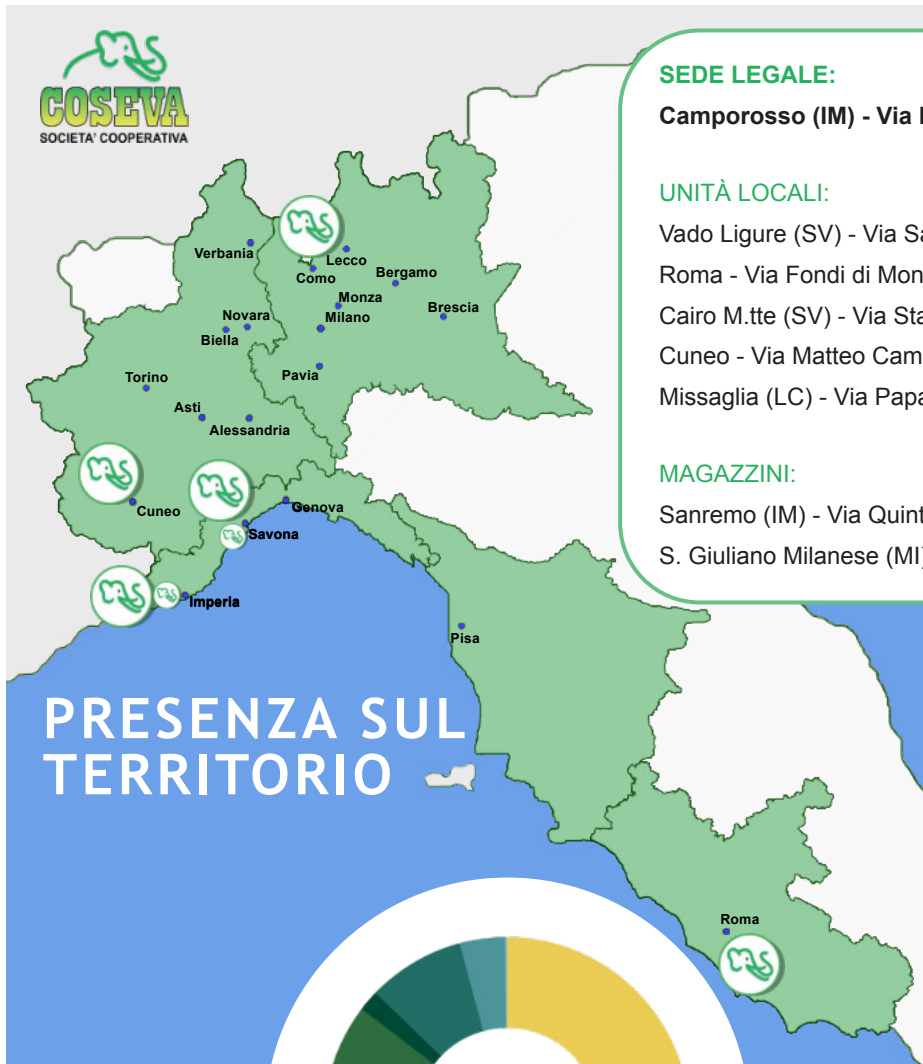 COSEVA
SOCIETA' COOPERATIVA
SEDE LEGALE:
Camporosso (IM) - Via
UNITÀ LOCALI:
Vado Ligure (SV) - Via
Roma - Via Fondi di
Cairo M.tte (SV) - Via
Cuneo - Via Matteo
Missaglia (LC) - Via
MAGAZZINI:
Sanremo (IM) - Via
S. Giuliano Milanese (MI)
Verbania
Lecco
Como
Bergamo
Monza
Brescia
Novara
Milano
Biella
Pavia
Torino
Asti
Alessandria
Cuneo
Genova
Savona
Imperia
Pisa
PRESENZA SUL
TERRITORIO
Roma